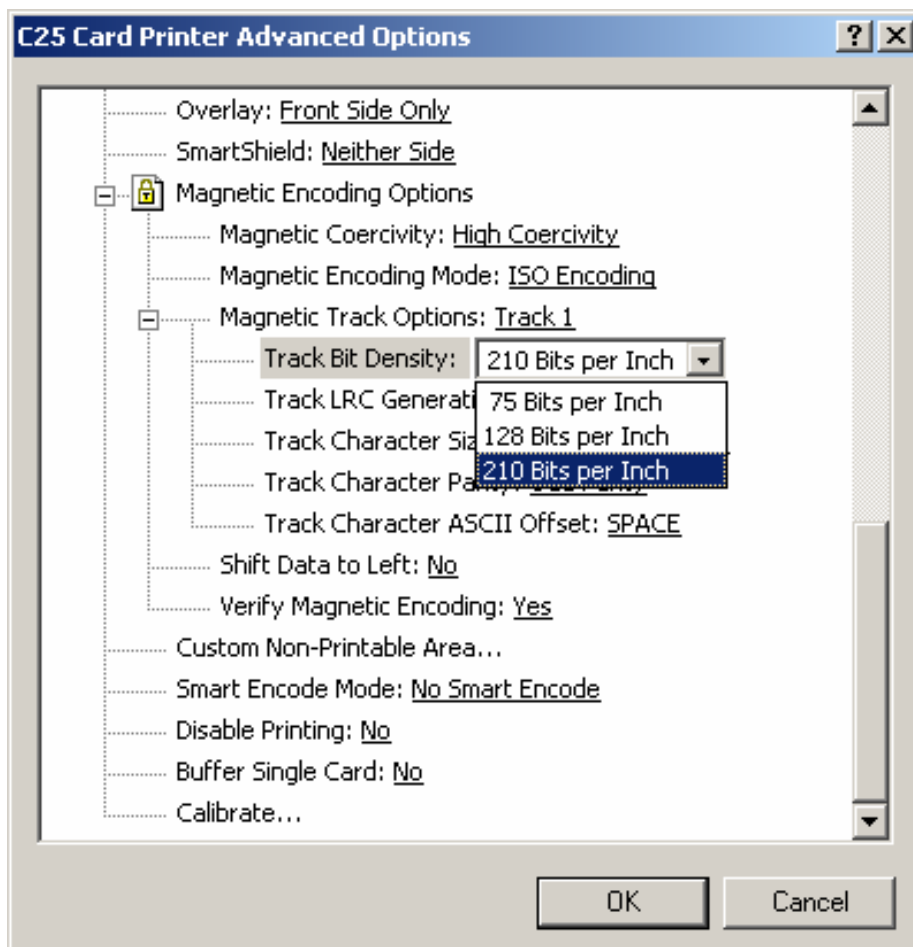 C25 Card Printer Advanced Options
Overlay: Front Side Only
SmartShield: Neither Side
Magnetic Encoding Options
Magnetic Coercivity: High Coercivity
Magnetic Encoding Mode: ISO Encoding
Magnetic Track Options: Track 1
Track Bit Density: 210 Bits per Inch
75 Bits per Inch
Track LRC
128 Bits per Inch
Track Character
210 Bits per Inch
Track Character
Track Character ASCII Offset: SPACE
Shift Data to Left: No
Verify Magnetic Encoding: Yes
Custom Non-Printable Area...
Smart Encode Mode: No Smart Encode
Disable Printing: No
Buffer Single Card: No
Calibrate...
OK Cancel